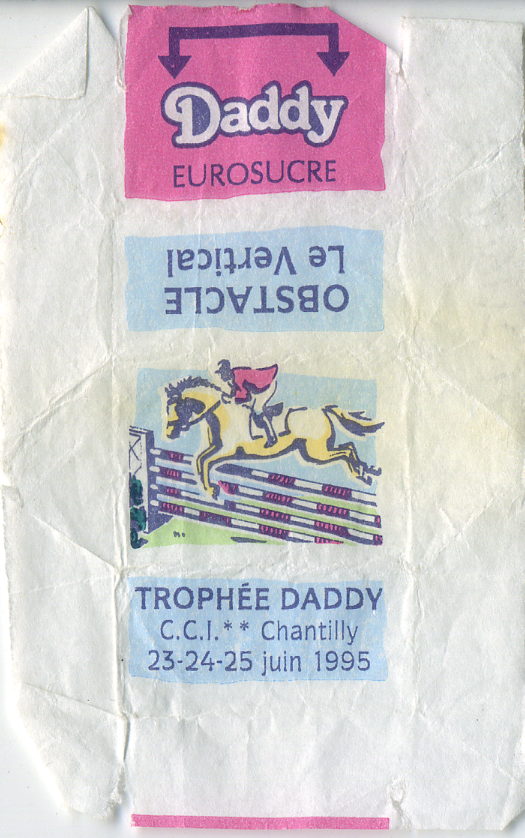 Daddy
EUROSUCRE
OBSTACLE
Le Vertical
TROPHÉE DADDY
C.C.I.** Chantilly
23-24-25 juin 1995